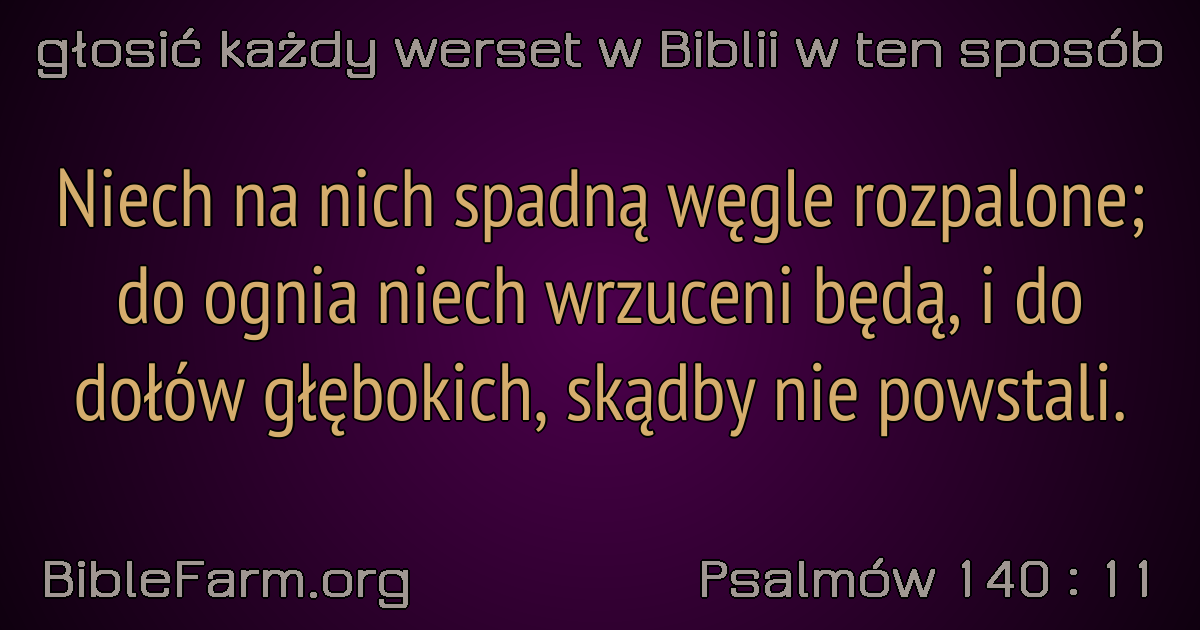 głosić każdy werset w Biblii w ten sposób
Niech na nich spadną węgle rozpalone;
do ognia niech wrzuceni będą, i do
dołów głębokich, skądby nie powstali.
BibleFarm.org
Psalmów 140 : 11